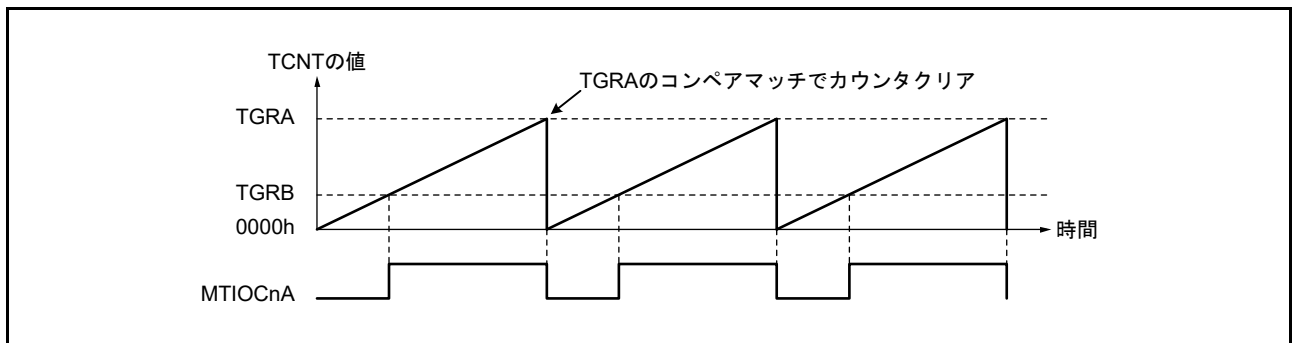 TCNTの値
TGRAのコンペアマッチでカウンタクリア
TGRA
TGRB
0000h
時間
MTIOCnA